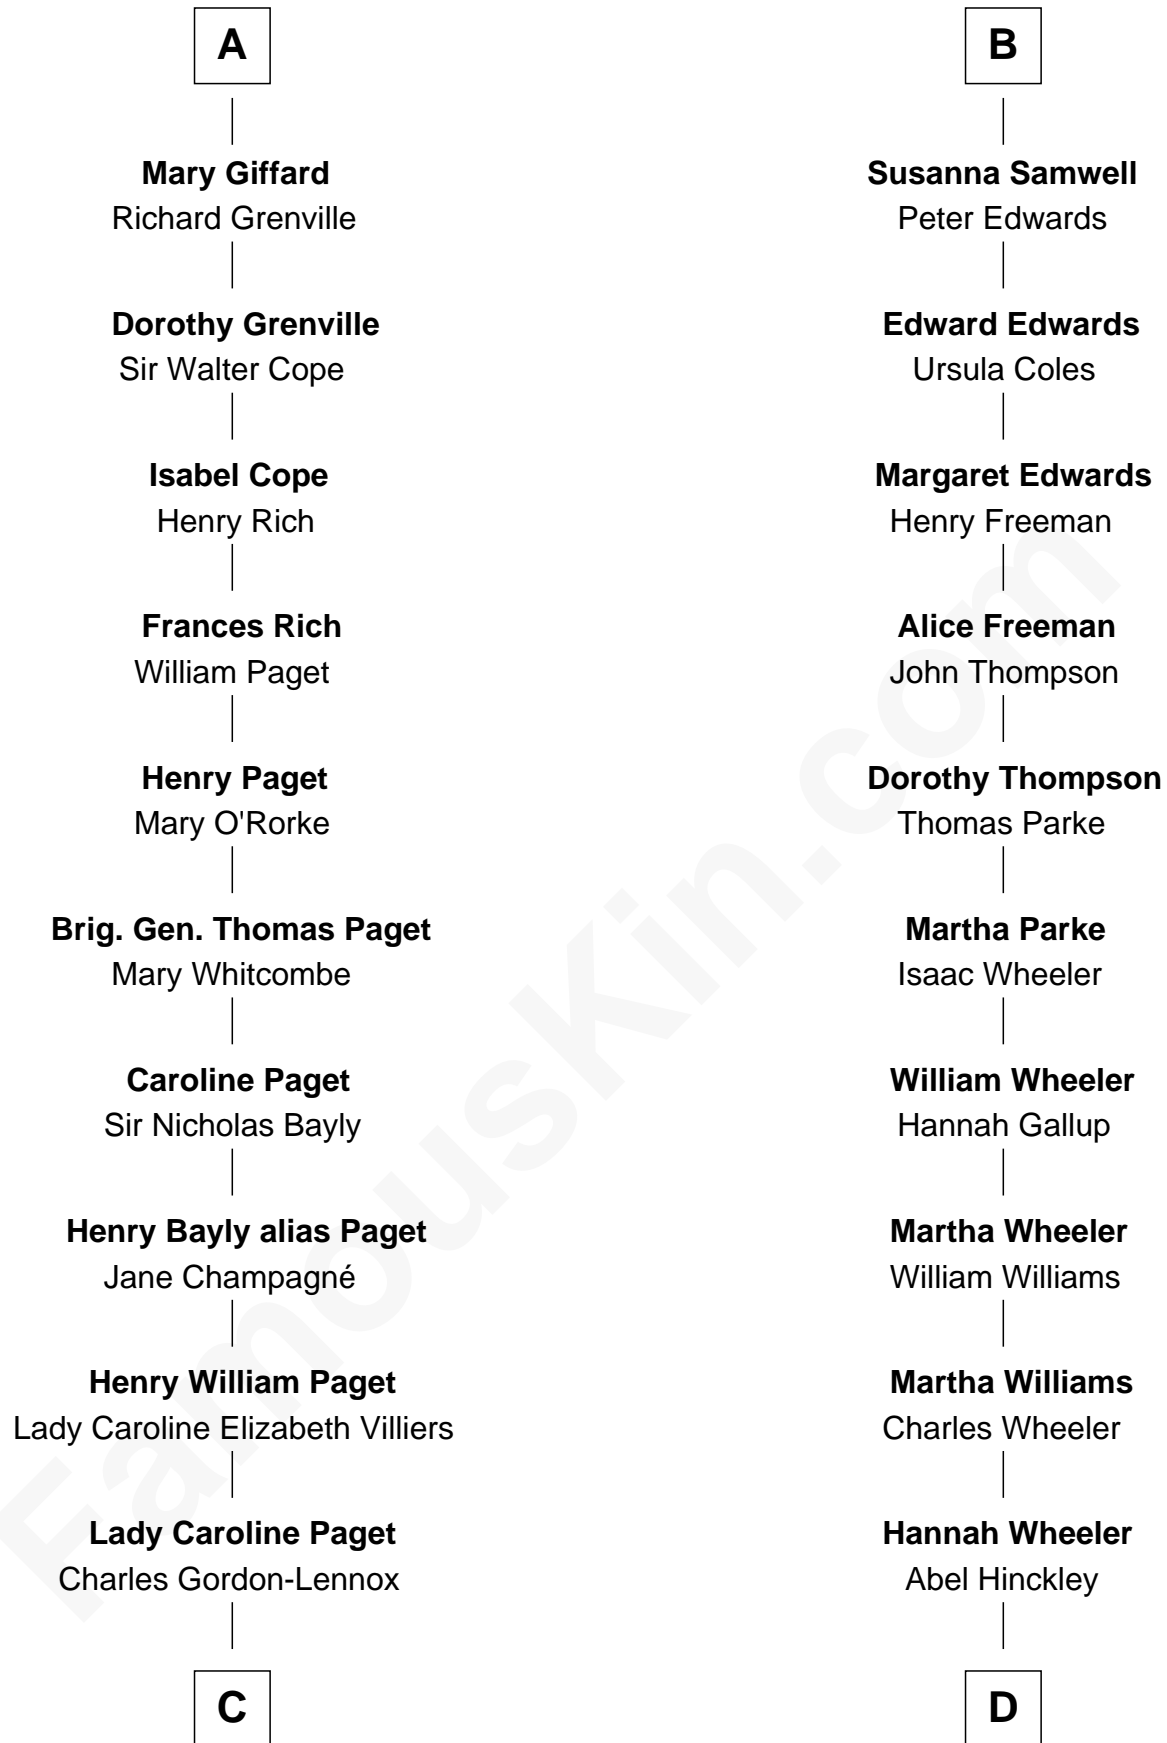 A
Mary Giffard
Richard Grenville
Dorothy Grenville
Sir Walter Cope
Isabel Cope
Henry Rich
Frances Rich
William Paget
Henry Paget
Mary O'Rorke
Brig. Gen. Thomas Paget
Mary Whitcombe
Caroline Paget
Sir Nicholas Bayly
Henry Bayly alias Paget
Jane Champagné
Henry William Paget
Lady Caroline Elizabeth Villiers
Lady Caroline Paget
Charles Gordon-Lennox
C
B
Susanna Samwell
Peter Edwards
Edward Edwards
Ursula Coles
Margaret Edwards
Henry Freeman
Alice Freeman
John Thompson
Dorothy Thompson
Thomas Parke
Martha Parke
Isaac Wheeler
William Wheeler
Hannah Gallup
Martha Wheeler
William Williams
Martha Williams
Charles Wheeler
Hannah Wheeler
Abel Hinckley
D
FamousKin.com